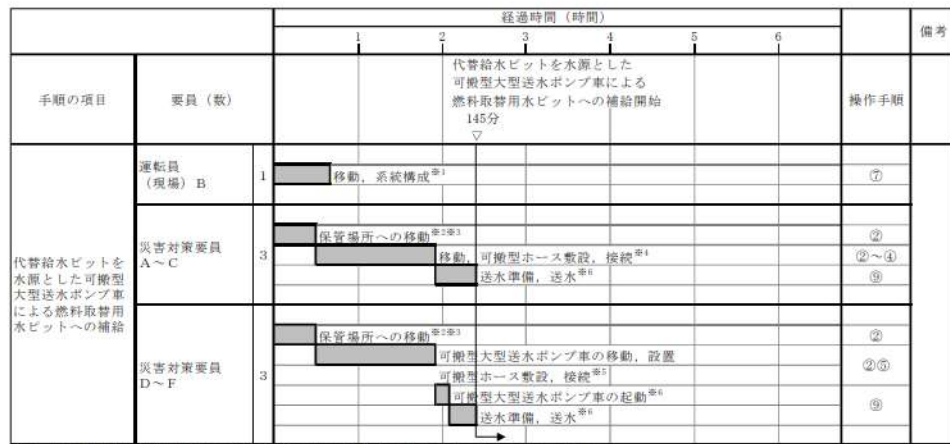 経過時間（時間）
備考
1 2 3 4 5 6
手順の項目
要員（数）
代替給水ピットを水源とした
可搬型大型送水ポンプ車による
燃料取替用水ピットへの補給開始
145分
▽
操作手順
代替給水ピットを
水源とした可搬型
大型送水ポンプ車
による燃料取替用
水ピットへの補給
運転員
（現場）B
1
移動，系統構成※1
⑦
災害対策要員
A～C
3
保管場所への移動※2※3
②
移動，可搬型ホース敷設，接続※4
②～④
送水準備，送水※6
⑨
災害対策要員
D～F
3
保管場所への移動※2※3
②
可搬型大型送水ポンプ車の移動，設置
②⑤
可搬型ホース敷設，接続※5
可搬型大型送水ポンプ車の起動※6
⑨
送水準備，送水※6